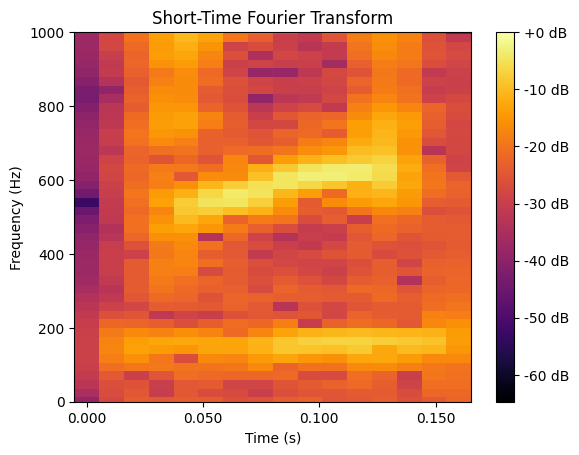 Short-Time Fourier Transform
1000
800
600
400
200
0
Frequency (Hz)
0.000
0.050
0.100
0.150
Time (s)
+0 dB
-10 dB
-20 dB
-30 dB
-40 dB
-50 dB
-60 dB